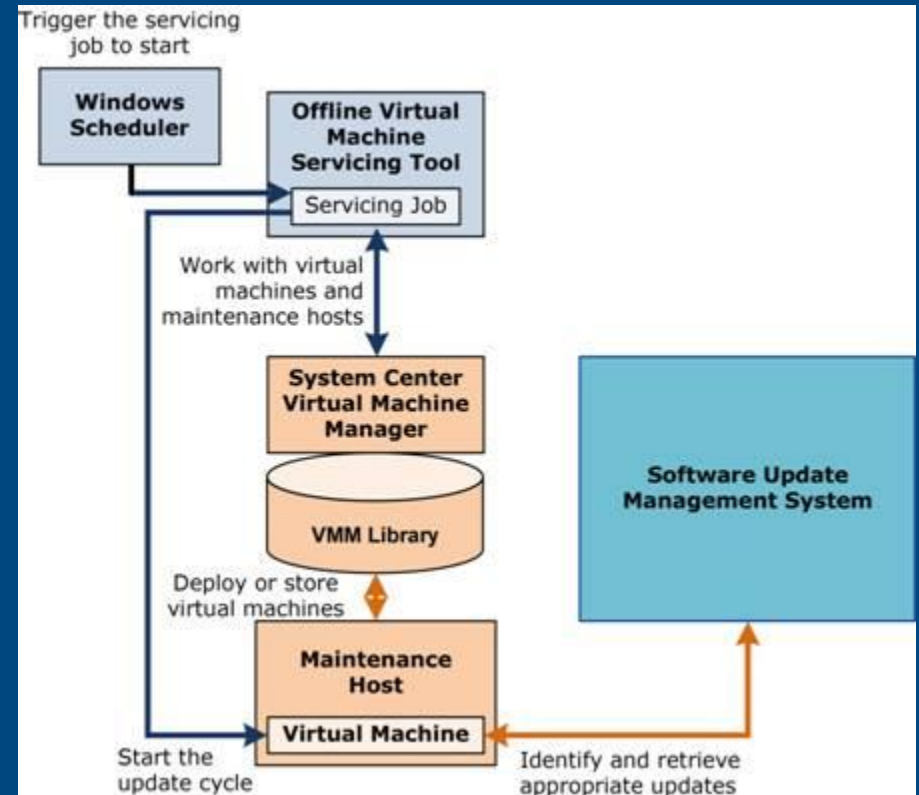 Trigger the servicing
job to start
Windows
Scheduler
Offline Virtual
Machine
Servicing Tool
Servicing Job
Work with virtual
machines and
maintenance hosts
System Center
Virtual Machine
Manager
VMM Library
Software Update
Management System
Deploy or store
virtual machines
Maintenance
Host
Virtual Machine
Start the
update cycle
Identify and retrieve
appropriate updates